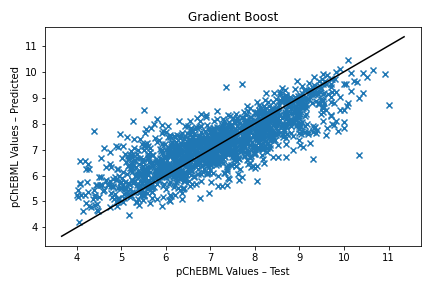 Gradient Boost
pChEBML Values – Predicted
11
10
9
8
7
6
5
4
4 5 6 7 8 9 10 11
pChEBML Values – Test